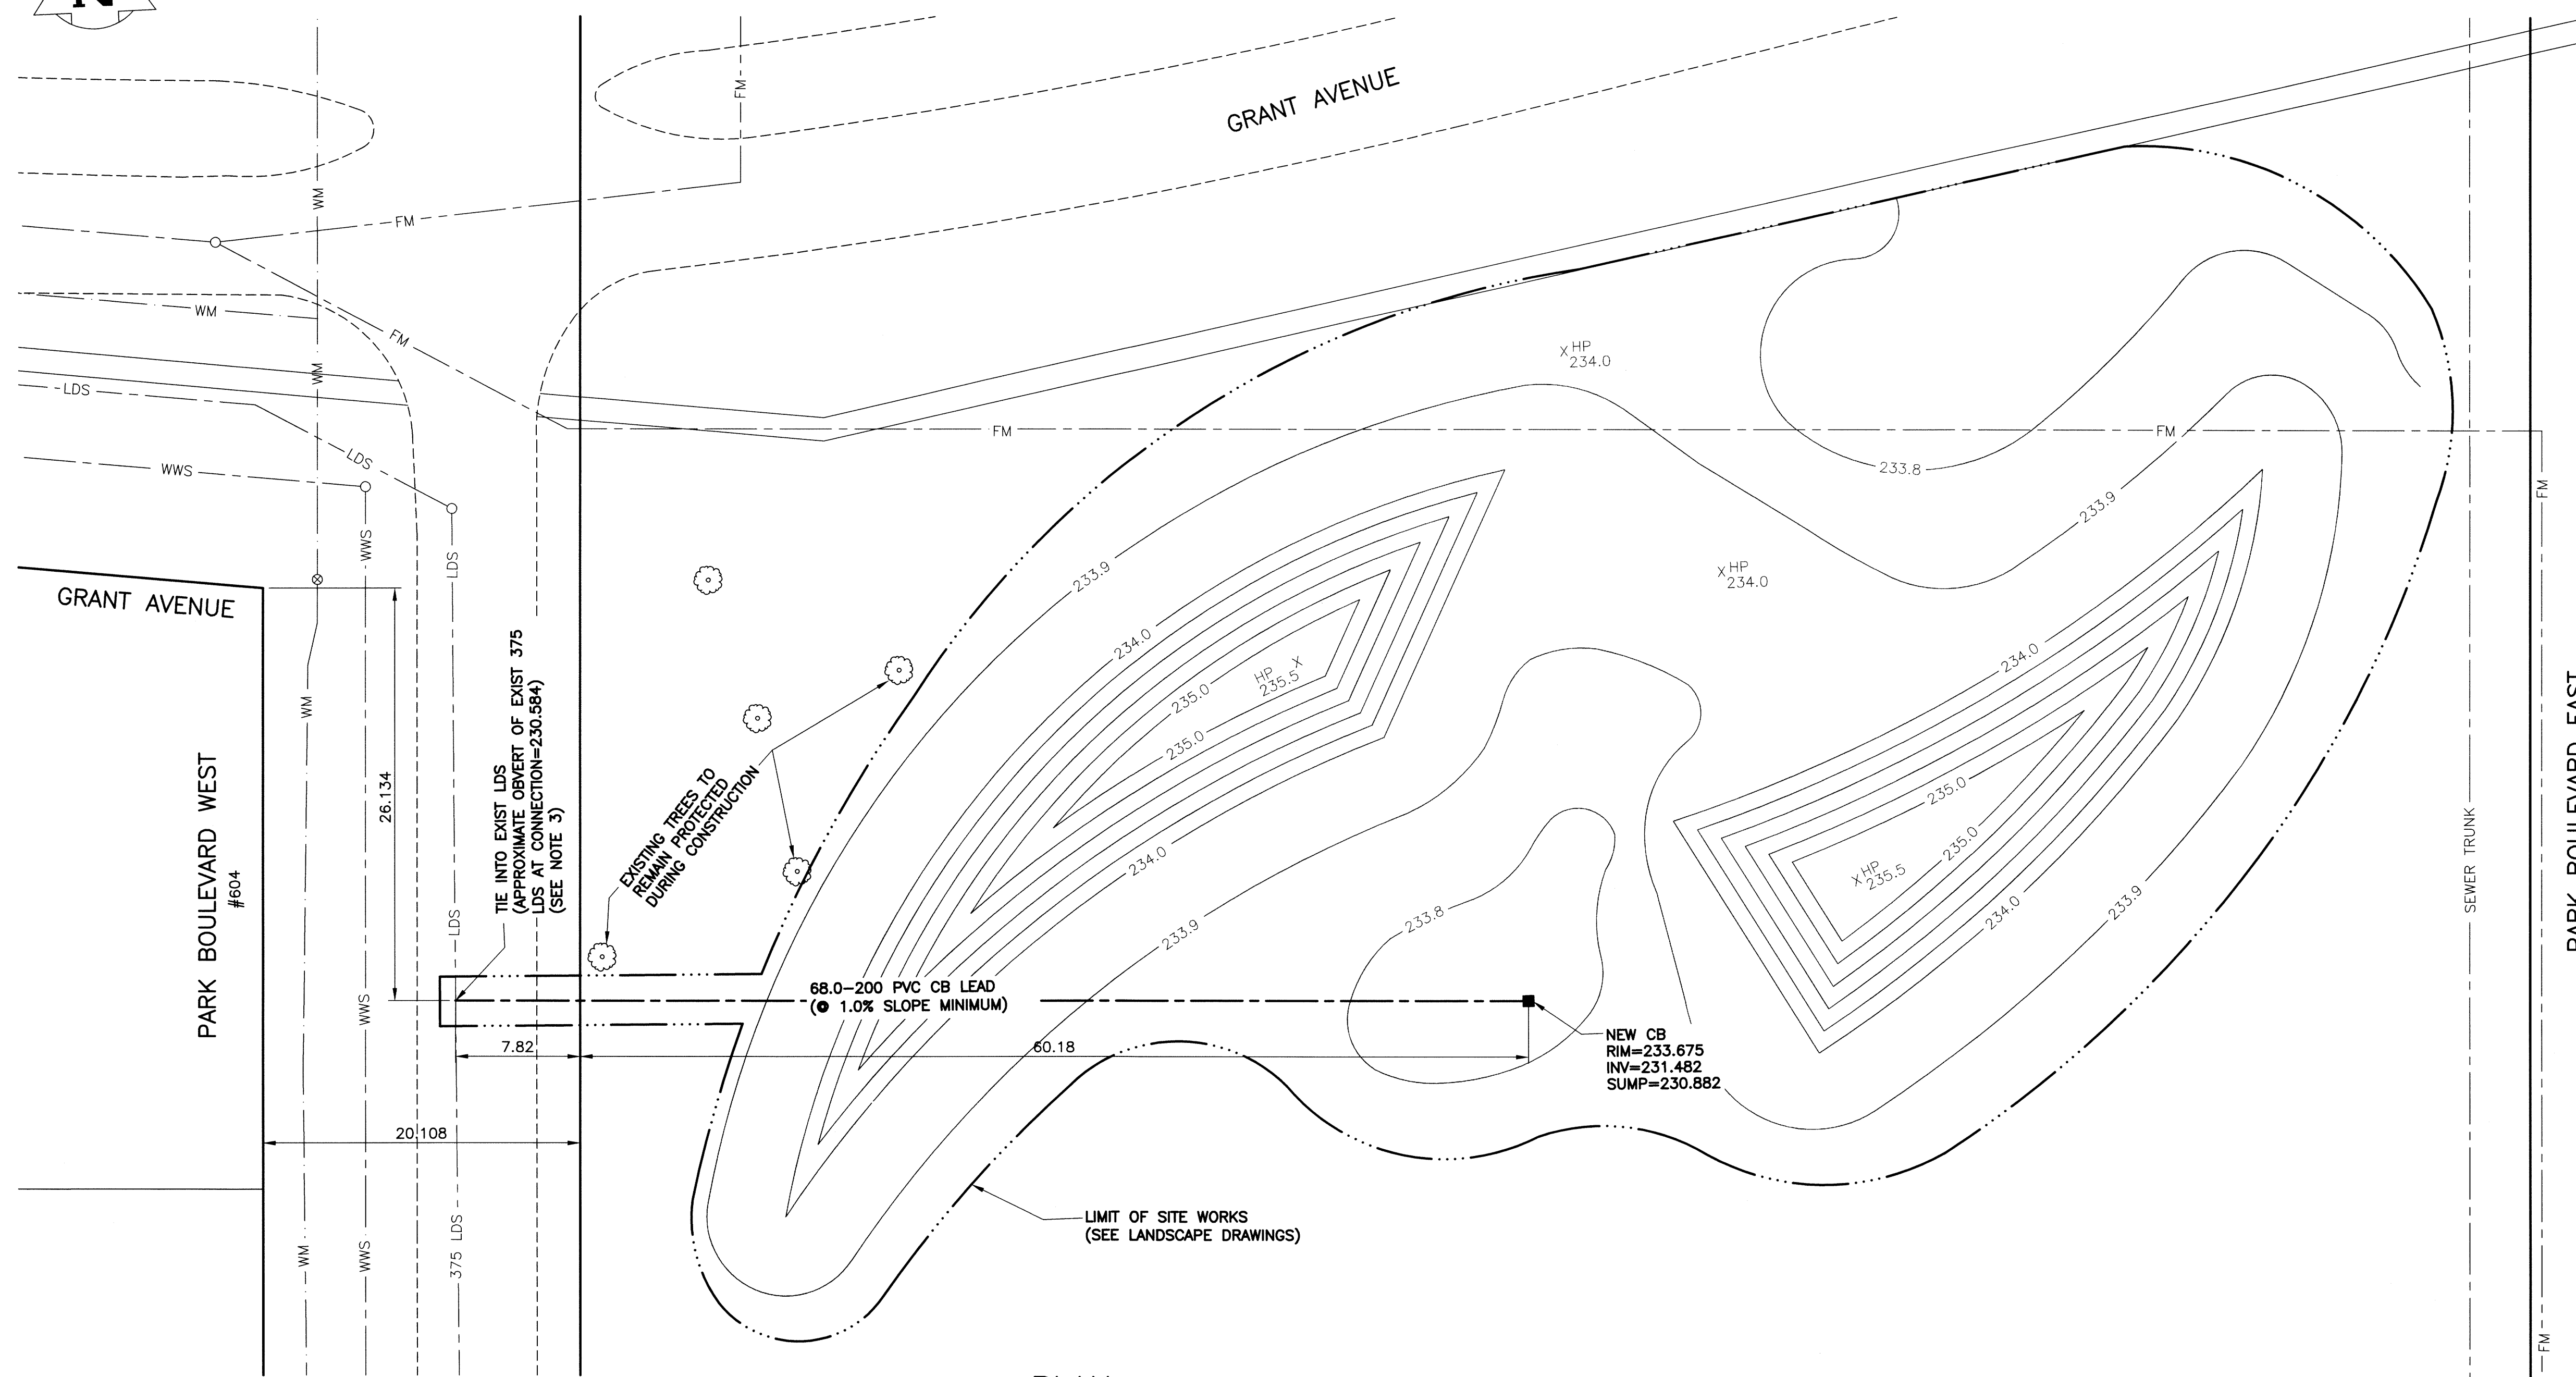 N
GRANT AVENUE
FM
WM
FM
WM
FM
WM
LDS
LDS
WWS
WWS
LDS
FM
FM
FM
HP
234.0
HP
234.0
233.8
233.9
233.9
234.0
234.0
HP
235.5
235.0
235.0
234.0
233.9
233.8
235.0
235.0
HP
235.5
234.0
233.9
GRANT AVENUE
WM
26.134
PARK BOULEVARD WEST
#604
TIE INTO EXIST LDS
(APPROXIMATE OBVERT OF EXIST 375
LDS AT CONNECTION=230.584)
(SEE NOTE 3)
EXISTING TREES TO
REMAIN PROTECTED
DURING CONSTRUCTION
LDS
WWS
68.0-200 PVC CB LEAD
(@ 1.0% SLOPE MINIMUM)
7.82
60.18
NEW CB
RIM=233.675
INV=231.482
SUMP=230.882
20.108
LIMIT OF SITE WORKS
(SEE LANDSCAPE DRAWINGS)
WM
WWS
375 LDS
SEWER TRUNK
PARK BOULEVARD EAST
FM